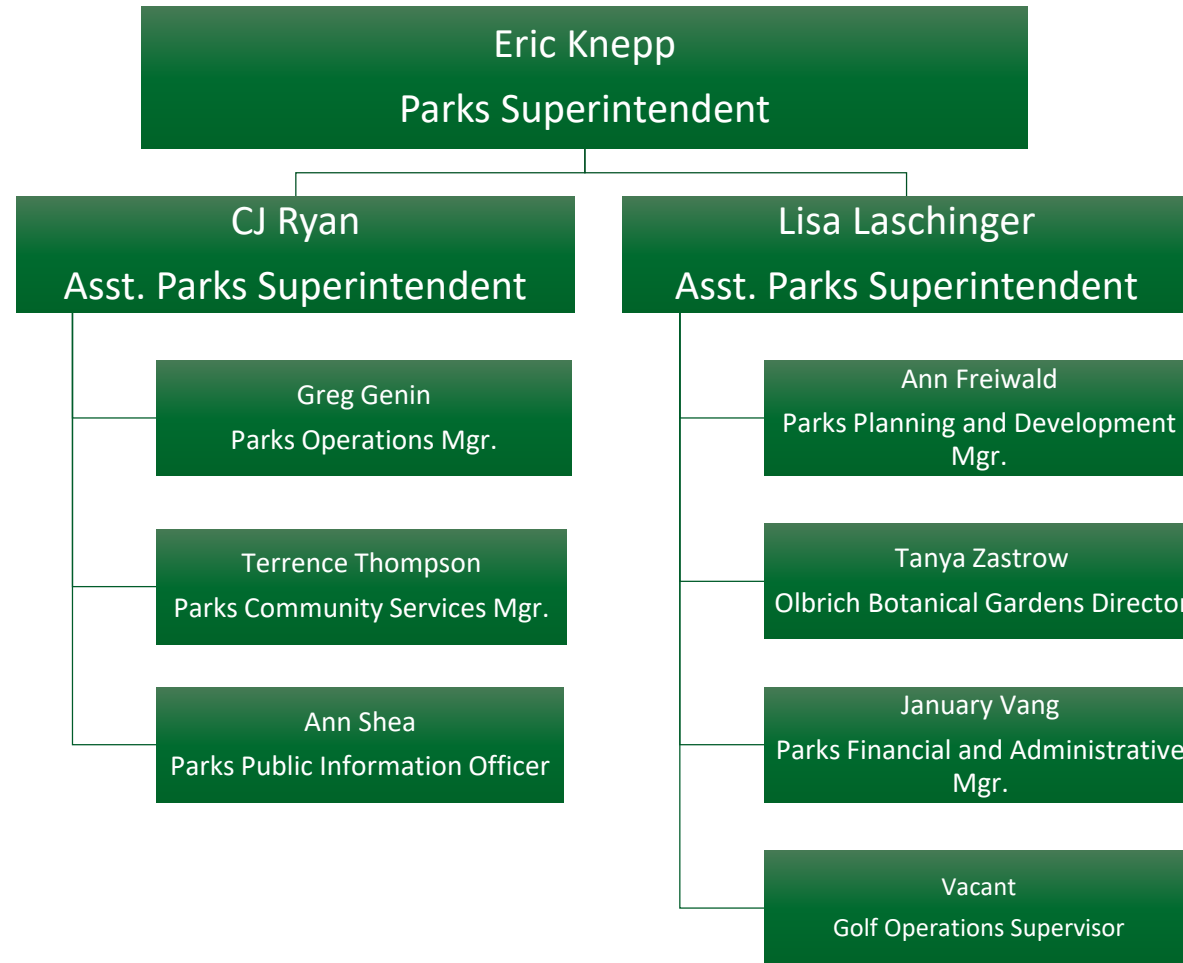 Eric Knepp
Parks Superintendent
CJ Ryan
Asst. Parks Superintendent
Lisa Laschinger
Asst. Parks Superintendent
Greg Genin
Parks Operations Mgr.
Terrence Thompson
Parks Community Services Mgr.
Ann Shea
Parks Public Information Officer
Ann Freiwald
Parks Planning and Development
Mgr.
Tanya Zastrow
Olbrich Botanical Gardens Director
January Vang
Parks Financial and Administrative
Mgr.
Vacant
Golf Operations Supervisor